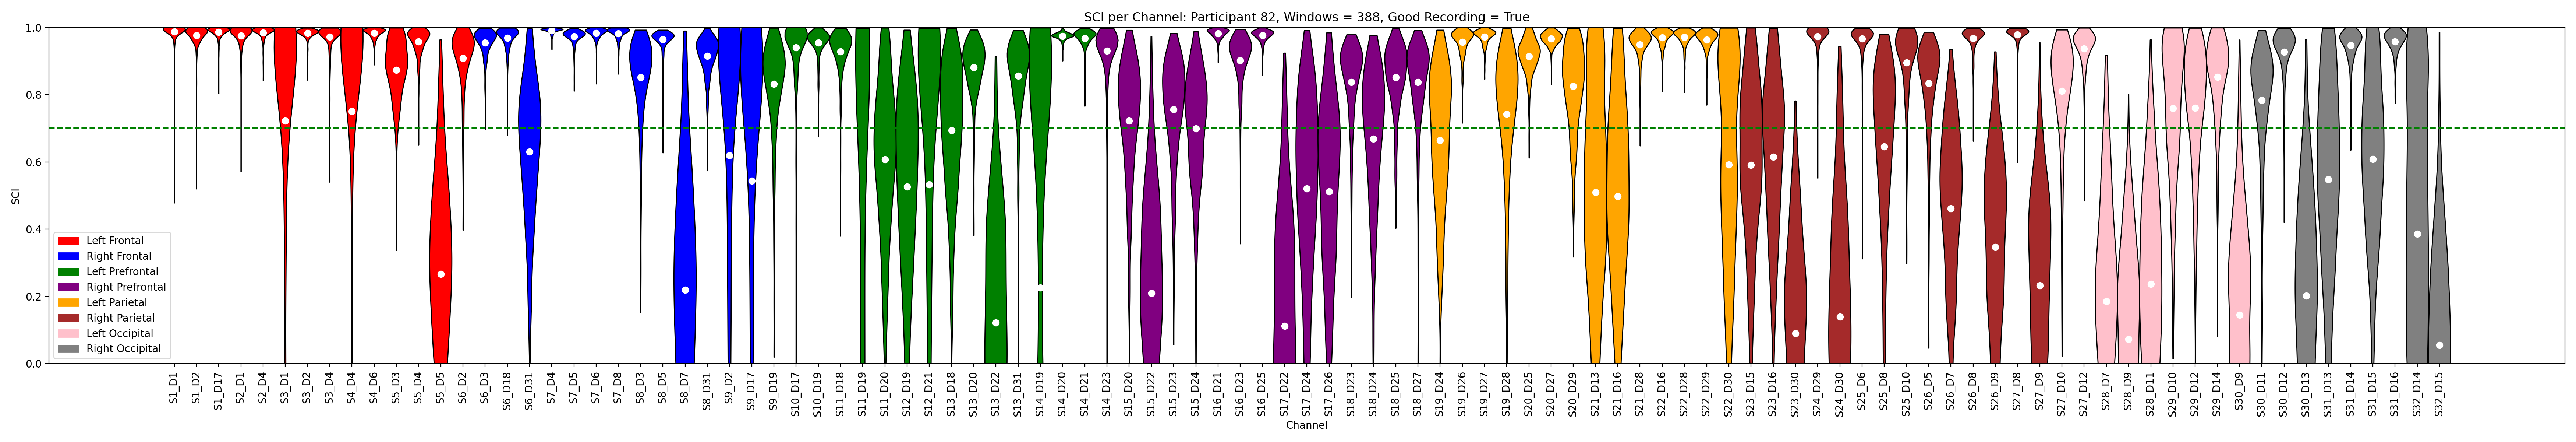 SCI per Channel: Participant 82, Windows = 388, Good Recording = True
SCI
1.0
0.8
0.6
0.4
0.2
0.0
Left Frontal
Right Frontal
Left Prefrontal
Right Prefrontal
Left Parietal
Right Parietal
Left Occipital
Right Occipital
S1_D1
S1_D2
S1_D17
S2_D1
S2_D4
S3_D1
S3_D2
S3_D4
S4_D4
S4_D6
S5_D3
S5_D4
S5_D5
S6_D2
S6_D3
S6_D18
S6_D31
S7_D4
S7_D5
S7_D6
S7_D8
S8_D3
S8_D5
S8_D7
S8_D31
S9_D2
S9_D17
S9_D19
S10_D17
S10_D19
S11_D18
S11_D19
S11_D20
S12_D19
S12_D21
S13_D18
S13_D20
S13_D22
S13_D31
S14_D19
S14_D20
S14_D21
S14_D23
S15_D20
S15_D22
S15_D23
S15_D24
S16_D21
S16_D23
S16_D25
S17_D22
S17_D24
S17_D26
S18_D23
S18_D24
S18_D25
S18_D27
S19_D24
S19_D26
S19_D27
S19_D28
S20_D25
S20_D27
S20_D29
S21_D13
S21_D16
S21_D28
S22_D16
S22_D28
S22_D29
S22_D30
S23_D15
S23_D16
S23_D30
S24_D29
S24_D30
S25_D6
S25_D8
S25_D10
S26_D5
S26_D7
S26_D8
S26_D9
S27_D8
S27_D9
S27_D10
S27_D12
S28_D7
S28_D9
S28_D11
S29_D10
S29_D12
S29_D14
S30_D9
S30_D11
S30_D12
S30_D13
S31_D13
S31_D14
S31_D15
S31_D16
S32_D14
S32_D15
Channel